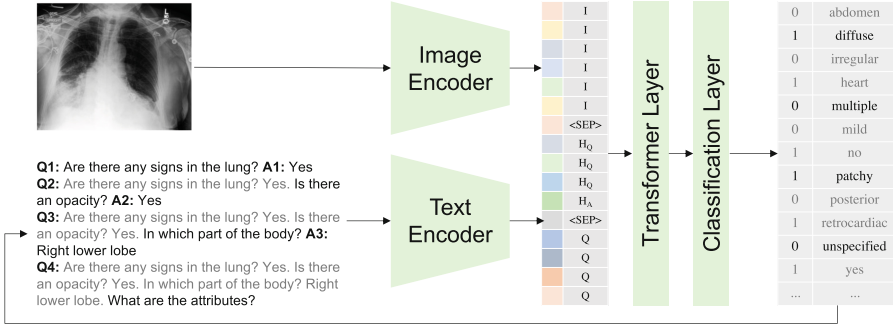 Image
Encoder
Q1: Are there any signs in the lung? A1: Yes
Q2: Are there any signs in the lung? Yes. Is there
an opacity? A2: Yes
Q3: Are there any signs in the lung? Yes. Is there
an opacity? Yes. In which part of the body? A3:
Right lower lobe
Q4: Are there any signs in the lung? Yes. Is there
an opacity? Yes. In which part of the body? Right
lower lobe. What are the attributes?
Text
Encoder
I
I
I
I
I
I
<SEP>
H_Q
H_Q
H_Q
H_A
<SEP>
Q
Q
Q
Q
Transformer Layer
Classification Layer
0 abdomen
1 diffuse
0 irregular
1 heart
0 multiple
0 mild
1 no
1 patchy
0 posterior
1 retrocardiac
0 unspecified
1 yes
... ...